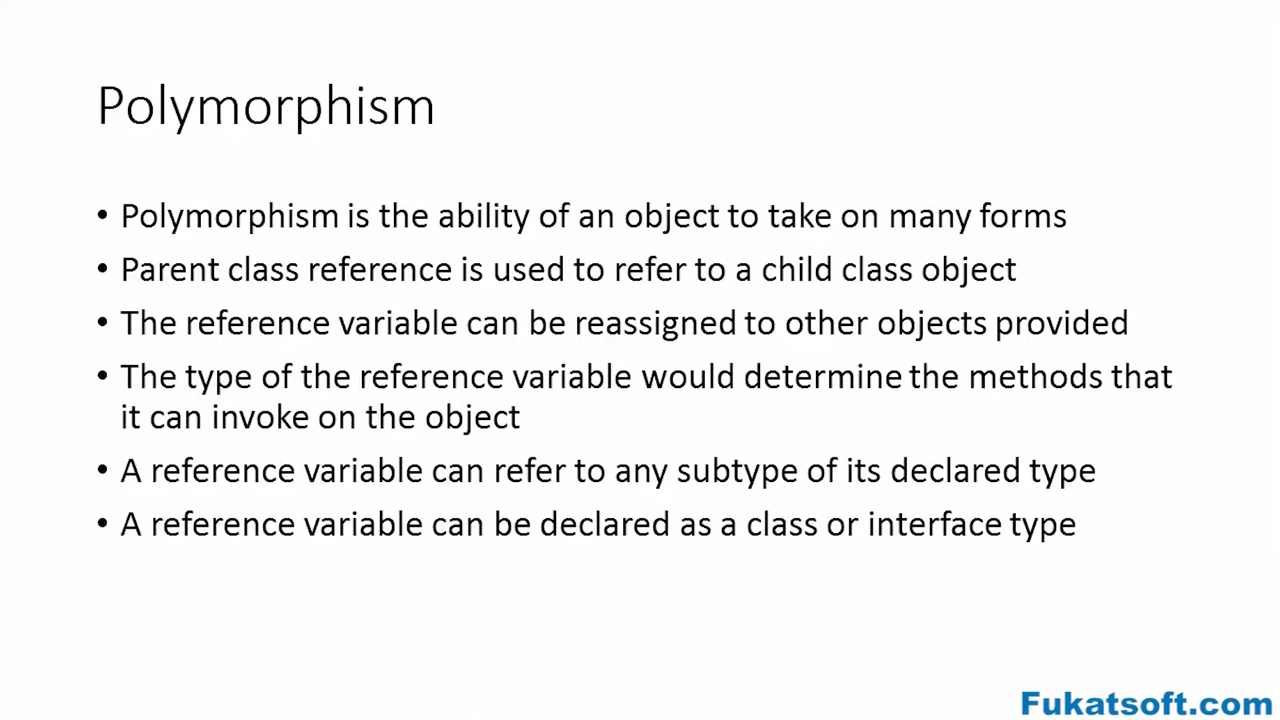 Polymorphism
• Polymorphism is the ability of an object to take on many forms
• Parent class reference is used to refer to a child class object
• The reference variable can be reassigned to other objects provided
• The type of the reference variable would determine the methods that
it can invoke on the object
• A reference variable can refer to any subtype of its declared type
• A reference variable can be declared as a class or interface type
Fukatsoft.com